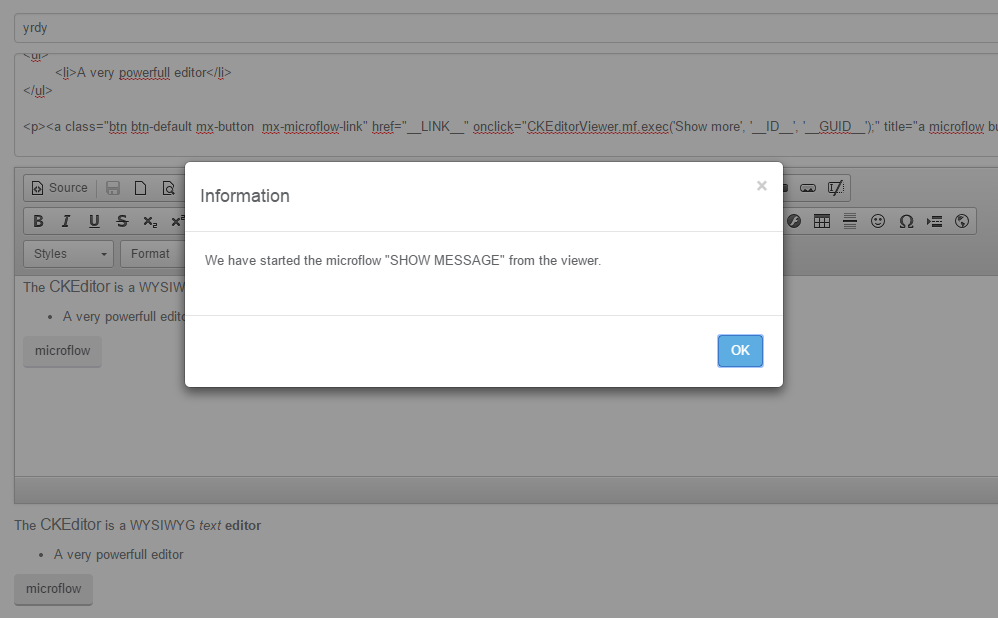 yrdy
<ul>
<li>A very powerfull editor</li>
</ul>
<p><a class="btn btn-default mx-button mx-microflow-link" href="__LINK__" onclick="CKEditorViewer.mf.exec('Show more', '__ID__', '__GUID__');" title="a microflow bu
Source
B I U S x₂ x²
Styles Format
Information ×
We have started the microflow "SHOW MESSAGE" from the viewer.
OK
The CKEditor is a WYSIW
• A very powerfull edito
microflow
The CKEditor is a WYSIWYG text editor
• A very powerfull editor
microflow